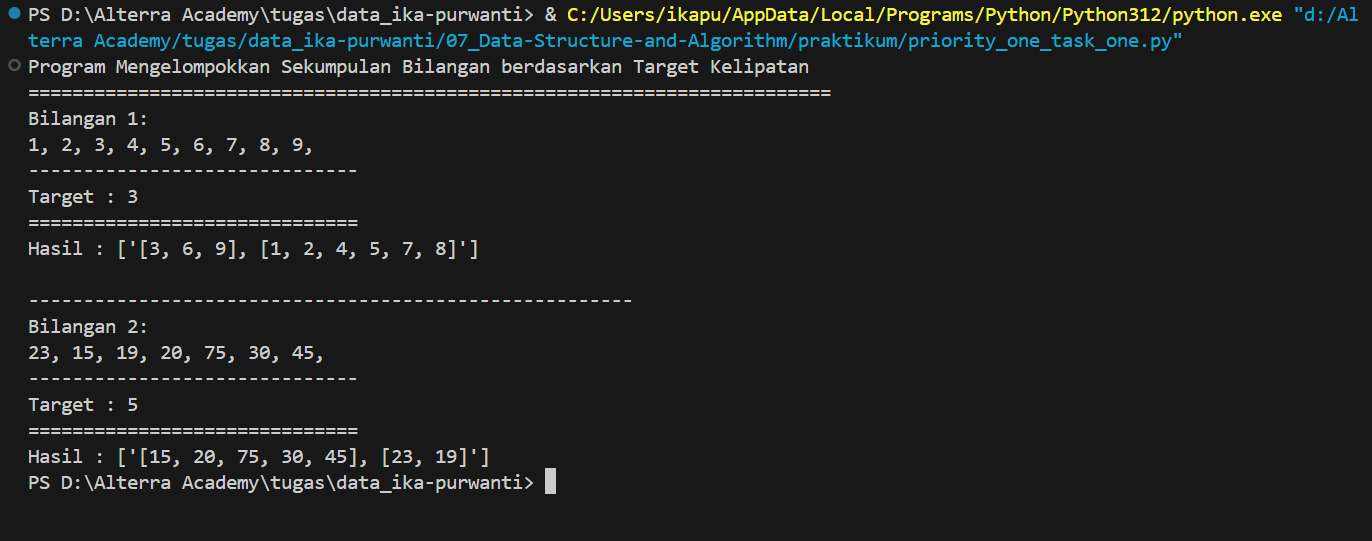 PS D:\Alterra Academy\tugas\data_ika-purwanti> & C:/Users/ikapu/AppData/Local/Programs/Python/Python312/python.exe "d:/Al
terra Academy/tugas/data_ika-purwanti/07_Data-Structure-and-Algorithm/praktikum/priority_one_task_one.py"
Program Mengelompokkan Sekumpulan Bilangan berdasarkan Target Kelipatan
=========================================================================
Bilangan 1:
1, 2, 3, 4, 5, 6, 7, 8, 9,
------------------------------
Target : 3
==============================
Hasil : ['[3, 6, 9], [1, 2, 4, 5, 7, 8]']
-------------------------------------------------------
Bilangan 2:
23, 15, 19, 20, 75, 30, 45,
------------------------------
Target : 5
==============================
Hasil : ['[15, 20, 75, 30, 45], [23, 19]']
PS D:\Alterra Academy\tugas\data_ika-purwanti>